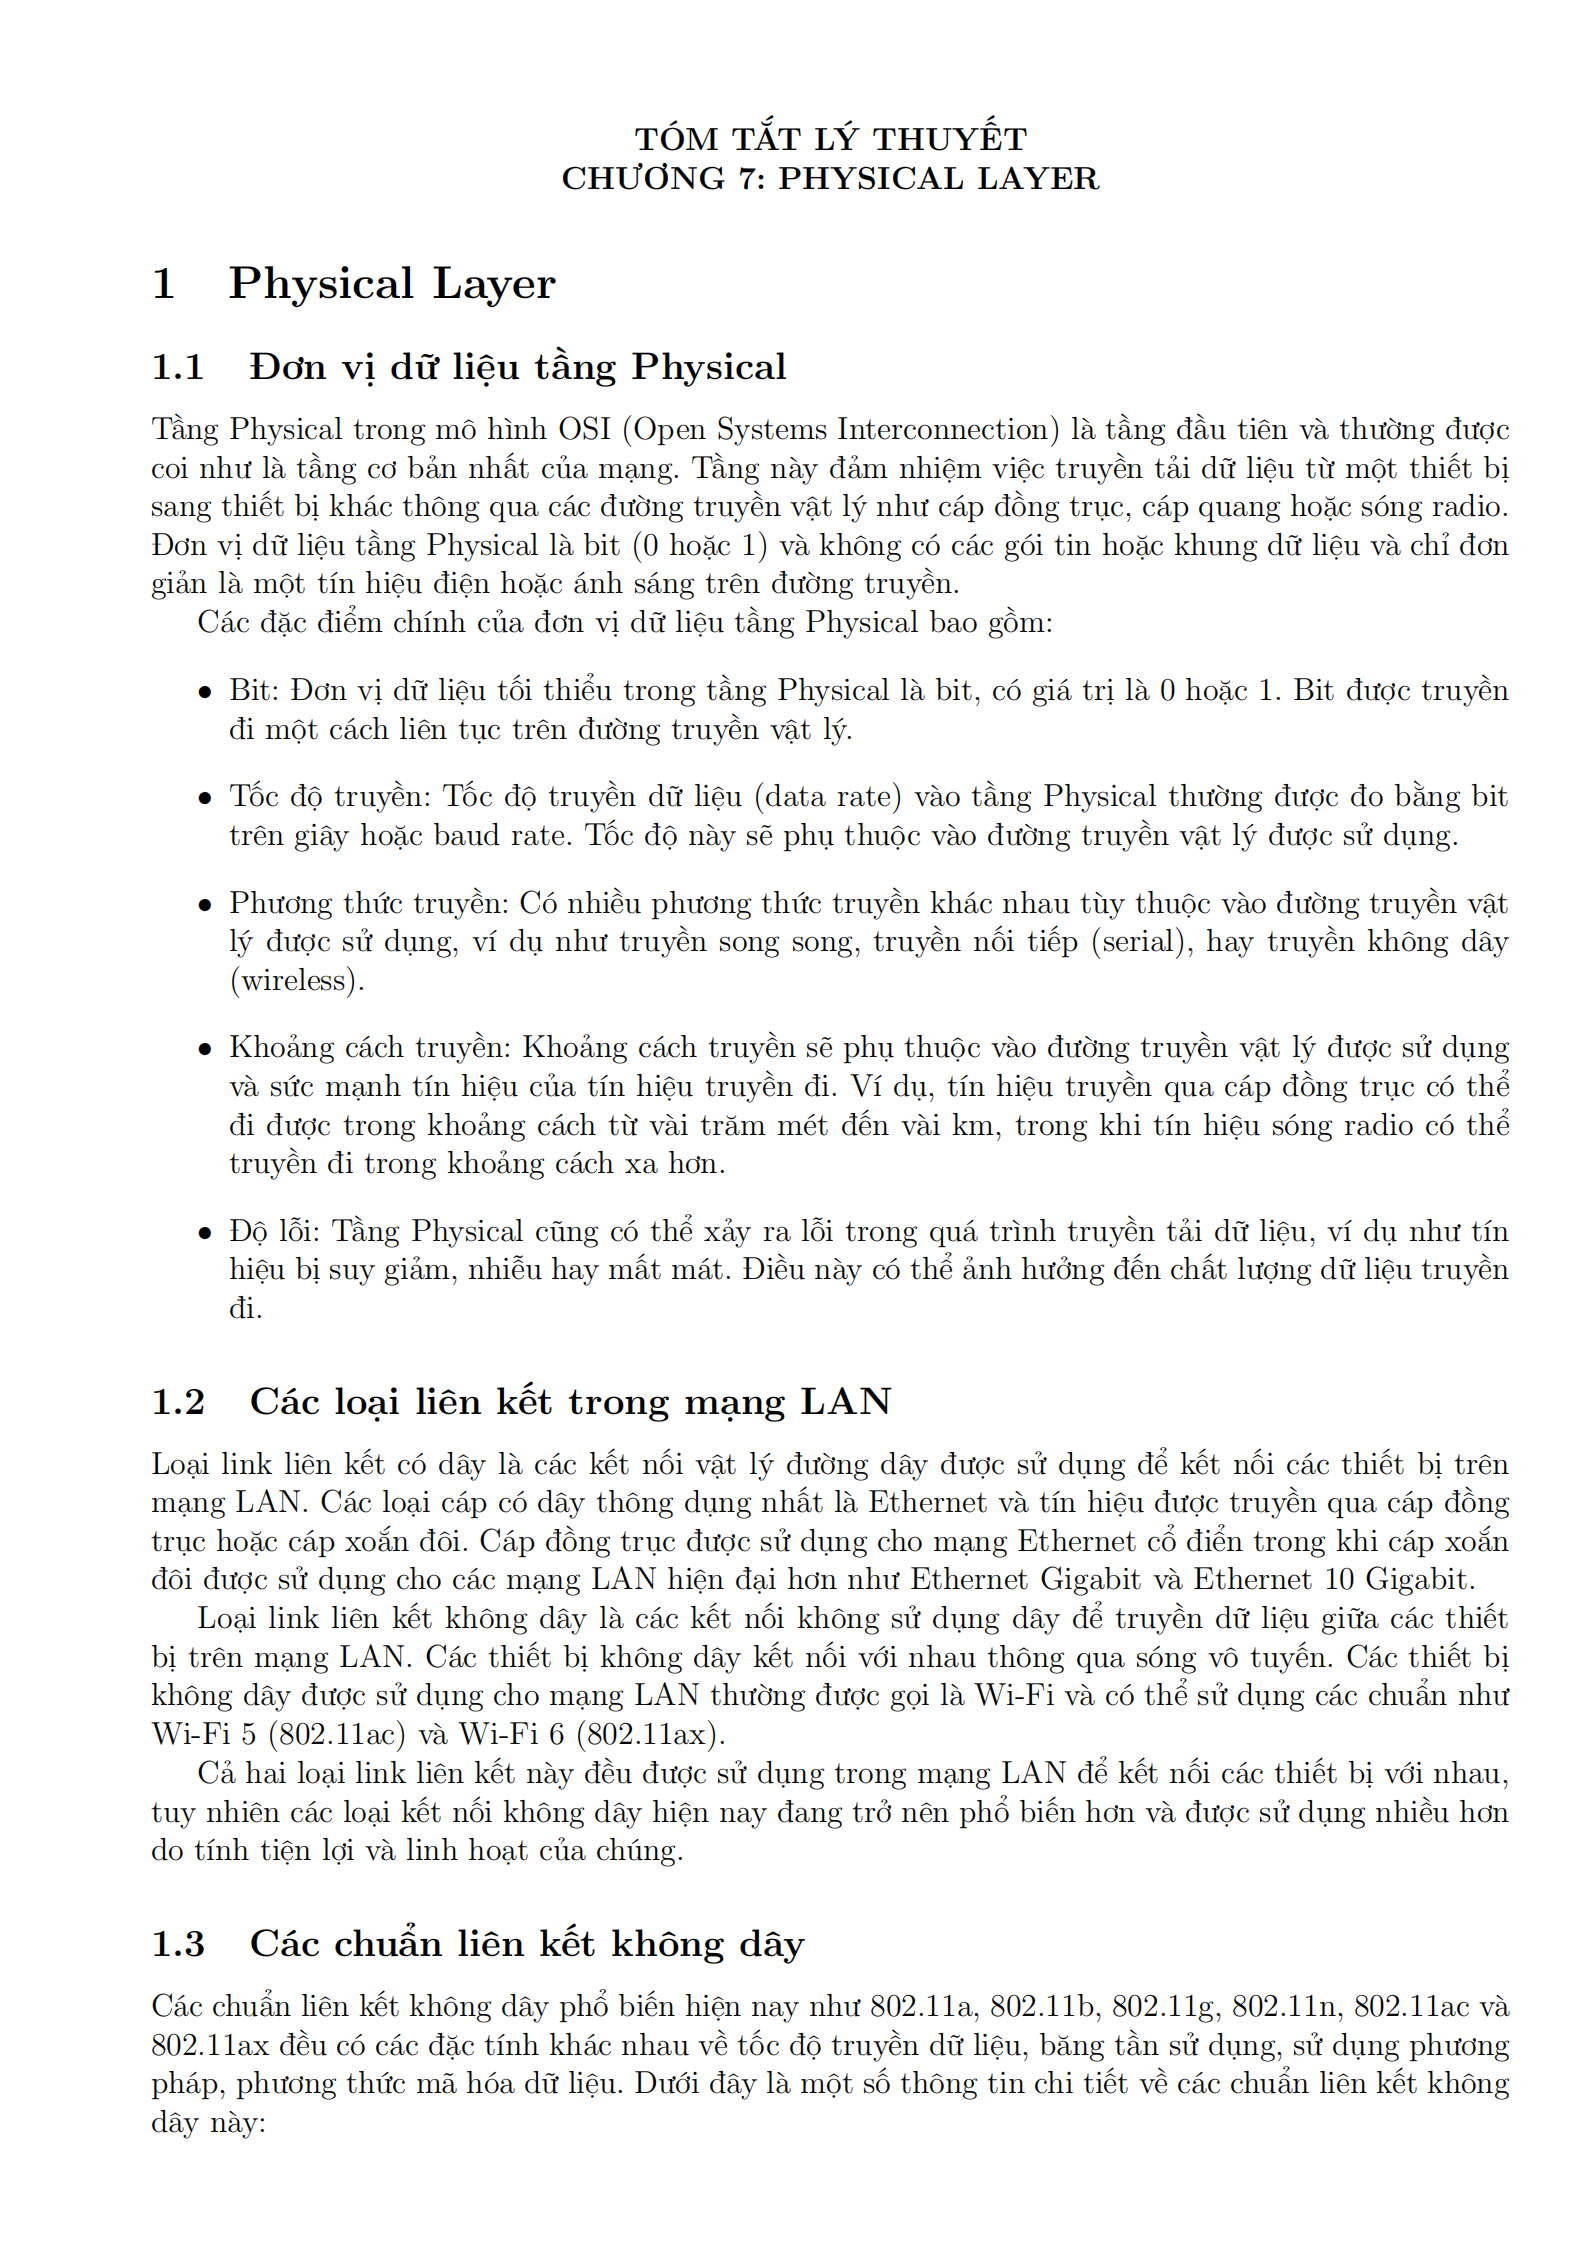 TÓM TẮT LÝ THUYẾT
CHƯƠNG 7: PHYSICAL LAYER
1 Physical Layer
1.1 Đơn vị dữ liệu tầng Physical
Tầng Physical trong mô hình OSI (Open Systems Interconnection) là tầng đầu tiên và thường được
coi như là tầng cơ bản nhất của mạng. Tầng này đảm nhiệm việc truyền tải dữ liệu từ một thiết bị
sang thiết bị khác thông qua các đường truyền vật lý như cáp đồng trục, cáp quang hoặc sóng radio.
Đơn vị dữ liệu tầng Physical là bit (0 hoặc 1) và không có các gói tin hoặc khung dữ liệu và chỉ đơn
giản là một tín hiệu điện hoặc ánh sáng trên đường truyền.
Các đặc điểm chính của đơn vị dữ liệu tầng Physical bao gồm:
• Bit: Đơn vị dữ liệu tối thiểu trong tầng Physical là bit, có giá trị là 0 hoặc 1. Bit được truyền
đi một cách liên tục trên đường truyền vật lý.
• Tốc độ truyền: Tốc độ truyền dữ liệu (data rate) vào tầng Physical thường được đo bằng bit
trên giây hoặc baud rate. Tốc độ này sẽ phụ thuộc vào đường truyền vật lý được sử dụng.
• Phương thức truyền: Có nhiều phương thức truyền khác nhau tùy thuộc vào đường truyền vật
lý được sử dụng, ví dụ như truyền song song, truyền nối tiếp (serial), hay truyền không dây
(wireless).
• Khoảng cách truyền: Khoảng cách truyền sẽ phụ thuộc vào đường truyền vật lý được sử dụng
và sức mạnh tín hiệu của tín hiệu truyền đi. Ví dụ, tín hiệu truyền qua cáp đồng trục có thể
đi được trong khoảng cách từ vài trăm mét đến vài km, trong khi tín hiệu sóng radio có thể
truyền đi trong khoảng cách xa hơn.
• Độ lỗi: Tầng Physical cũng có thể xảy ra lỗi trong quá trình truyền tải dữ liệu, ví dụ như tín
hiệu bị suy giảm, nhiễu hay mất mát. Điều này có thể ảnh hưởng đến chất lượng dữ liệu truyền
đi.
1.2 Các loại liên kết trong mạng LAN
Loại link liên kết có dây là các kết nối vật lý đường dây được sử dụng để kết nối các thiết bị trên
mạng LAN. Các loại cáp có dây thông dụng nhất là Ethernet và tín hiệu được truyền qua cáp đồng
trục hoặc cáp xoắn đôi. Cáp đồng trục được sử dụng cho mạng Ethernet cổ điển trong khi cáp xoắn
đôi được sử dụng cho các mạng LAN hiện đại hơn như Ethernet Gigabit và Ethernet 10 Gigabit.
Loại link liên kết không dây là các kết nối không sử dụng dây để truyền dữ liệu giữa các thiết
bị trên mạng LAN. Các thiết bị không dây kết nối với nhau thông qua sóng vô tuyến. Các thiết bị
không dây được sử dụng cho mạng LAN thường được gọi là Wi-Fi và có thể sử dụng các chuẩn như
Wi-Fi 5 (802.11ac) và Wi-Fi 6 (802.11ax).
Cả hai loại link liên kết này đều được sử dụng trong mạng LAN để kết nối các thiết bị với nhau,
tuy nhiên các loại kết nối không dây hiện nay đang trở nên phổ biến hơn và được sử dụng nhiều hơn
do tính tiện lợi và linh hoạt của chúng.
1.3 Các chuẩn liên kết không dây
Các chuẩn liên kết không dây phổ biến hiện nay như 802.11a, 802.11b, 802.11g, 802.11n, 802.11ac và
802.11ax đều có các đặc tính khác nhau về tốc độ truyền dữ liệu, băng tần sử dụng, sử dụng phương
pháp, phương thức mã hóa dữ liệu. Dưới đây là một số thông tin chi tiết về các chuẩn liên kết không
dây này: